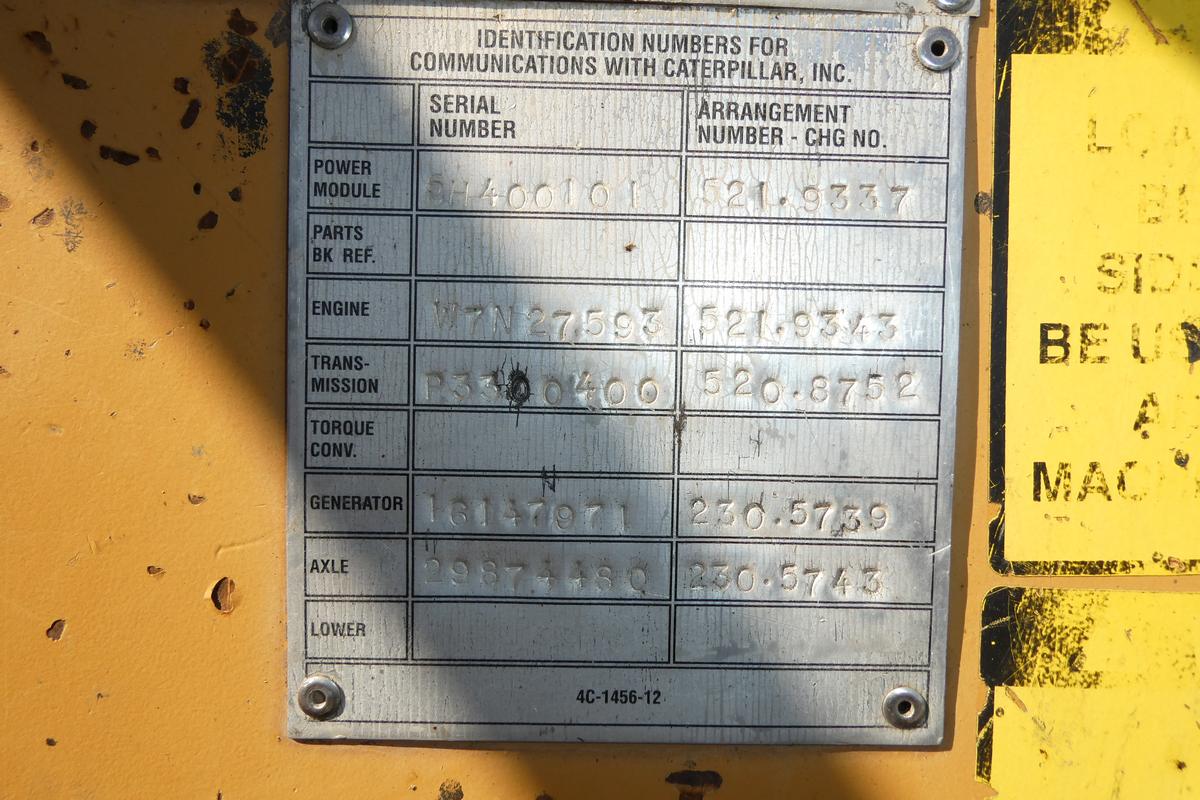 IDENTIFICATION NUMBERS FOR
COMMUNICATIONS WITH CATERPILLAR, INC.
SERIAL NUMBER
ARRANGEMENT NUMBER - CHG NO.
POWER MODULE 5H400101 521.9337
PARTS BK REF.
ENGINE W7N27593 521.9343
TRANS-MISSION 520.8752
TORQUE CONV.
GENERATOR 16147971 230.5739
AXLE 29874480 230.5743
LOWER
4C-1456-12
BE